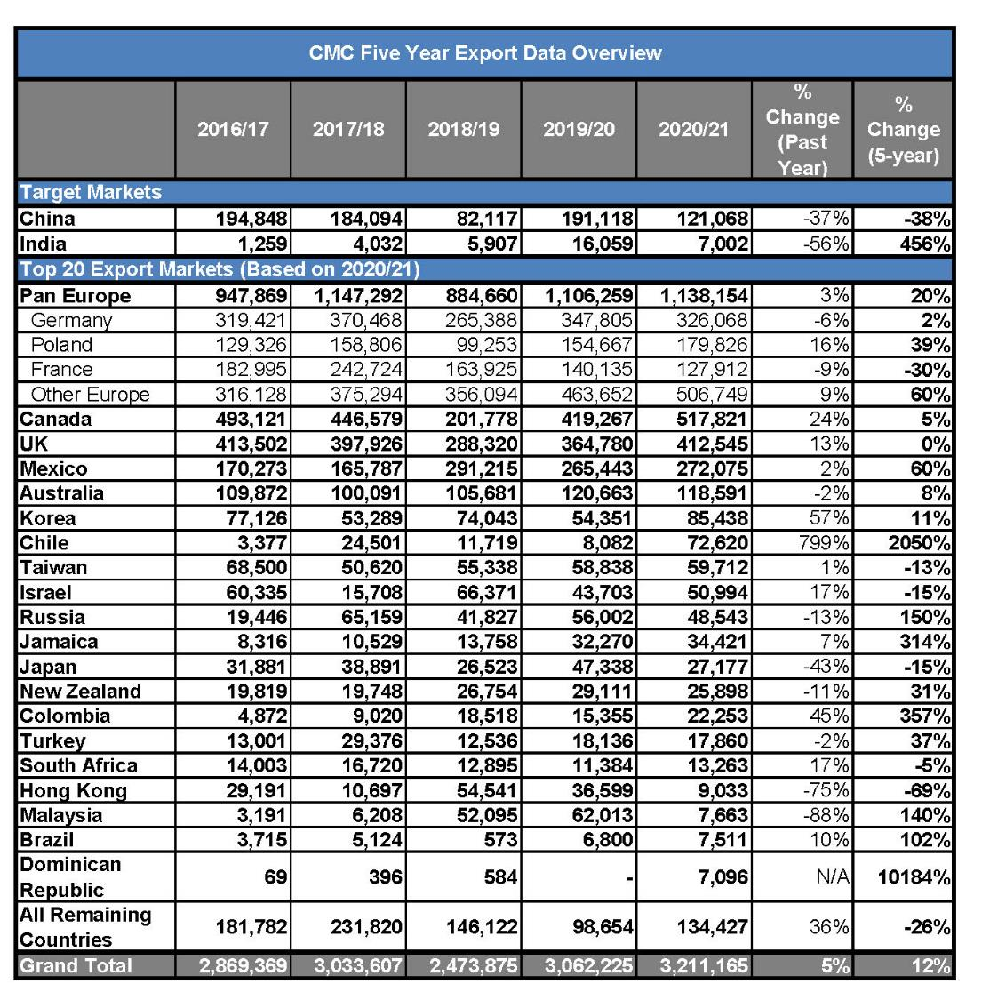 CMC Five Year Export Data Overview
2016/17 2017/18 2018/19 2019/20 2020/21 % Change (Past Year) % Change (5-year)
Target Markets
China 194,848 184,094 82,117 191,118 121,068 -37% -38%
India 1,259 4,032 5,907 16,059 7,002 -56% 456%
Top 20 Export Markets (Based on 2020/21)
Pan Europe 947,869 1,147,292 884,660 1,106,259 1,138,154 3% 20%
Germany 319,421 370,468 265,388 347,805 326,068 -6% 2%
Poland 129,326 158,806 99,253 154,667 179,826 16% 39%
France 182,995 242,724 163,925 140,135 127,912 -9% -30%
Other Europe 316,128 375,294 356,094 463,652 506,749 9% 60%
Canada 493,121 446,579 201,778 419,267 517,821 24% 5%
UK 413,502 397,926 288,320 364,780 412,545 13% 0%
Mexico 170,273 165,787 291,215 265,443 272,075 2% 60%
Australia 109,872 100,091 105,681 120,663 118,591 -2% 8%
Korea 77,126 53,289 74,043 54,351 85,438 57% 11%
Chile 3,377 24,501 11,719 8,082 72,620 799% 2050%
Taiwan 68,500 50,620 55,338 58,838 59,712 1% -13%
Israel 60,335 15,708 66,371 43,703 50,994 17% -15%
Russia 19,446 65,159 41,827 56,002 48,543 -13% 150%
Jamaica 8,316 10,529 13,758 32,270 34,421 7% 314%
Japan 31,881 38,891 26,523 47,338 27,177 -43% -15%
New Zealand 19,819 19,748 26,754 29,111 25,898 -11% 31%
Colombia 4,872 9,020 18,518 15,355 22,253 45% 357%
Turkey 13,001 29,376 12,536 18,136 17,860 -2% 37%
South Africa 14,003 16,720 12,895 11,384 13,263 17% -5%
Hong Kong 29,191 10,697 54,541 36,599 9,033 -75% -69%
Malaysia 3,191 6,208 52,095 62,013 7,663 -88% 140%
Brazil 3,715 5,124 573 6,800 7,511 10% 102%
Dominican Republic 69 396 584 - 7,096 N/A 10184%
All Remaining Countries 181,782 231,820 146,122 98,654 134,427 36% -26%
Grand Total 2,869,369 3,033,607 2,473,875 3,062,225 3,211,165 5% 12%